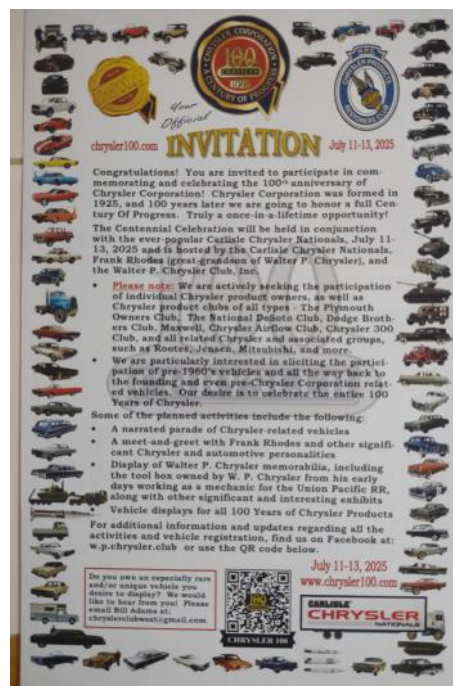 CHRYSLER CORPORATION
100
CHRYSLER
1925
A CENTURY OF PROGRESS
W.P.C.
CHRYSLER PRODUCTS
RESTORERS CLUB
Your
Official
chrysler100.com INVITATION July 11-13, 2025
Congratulations! You are invited to participate in com-
memorating and celebrating the 100th anniversary of
Chrysler Corporation! Chrysler Corporation was formed in
1925, and 100 years later we are going to honor a full Cen-
tury Of Progress. Truly a once-in-a-lifetime opportunity!
The Centennial Celebration will be held in conjunction
with the ever-popular Carlisle Chrysler Nationals, July 11-
13, 2025 and is hosted by the Carlisle Chrysler Nationals,
Frank Rhodes (great-grandson of Walter P. Chrysler), and
the Walter P. Chrysler Club, Inc.
• Please note: We are actively seeking the participation
of individual Chrysler product owners, as well as
Chrysler product clubs of all types - The Plymouth
Owners Club, The National DeSoto Club, Dodge Broth-
ers Club, Maxwell, Chrysler Airflow Club, Chrysler 300
Club, and all related Chrysler and associated groups,
such as Rootes, Jensen, Mitsubishi, and more.
• We are particularly interested in eliciting the partici-
pation of pre-1960's vehicles and all the way back to
the founding and even pre-Chrysler Corporation relat-
ed vehicles. Our desire is to celebrate the entire 100
Years of Chrysler.
Some of the planned activities include the following:
• A narrated parade of Chrysler-related vehicles
• A meet-and-greet with Frank Rhodes and other signifi-
cant Chrysler and automotive personalities
• Display of Walter P. Chrysler memorabilia, including
the tool box owned by W. P. Chrysler from his early
days working as a mechanic for the Union Pacific RR,
along with other significant and interesting exhibits
Vehicle displays for all 100 Years of Chrysler Products
For additional information and updates regarding all the
activities and vehicle registration, find us on Facebook at:
w.p.chrysler.club or use the QR code below.
July 11-13, 2025
www.chrysler100.com
Do you own an especially rare
and/or unique vehicle you
desire to display? We would
like to hear from you! Please
email Bill Adams at:
chryslerclubwest@gmail.com
100
CHRYSLER 100
CARLISLE
CHRYSLER
NATIONALS